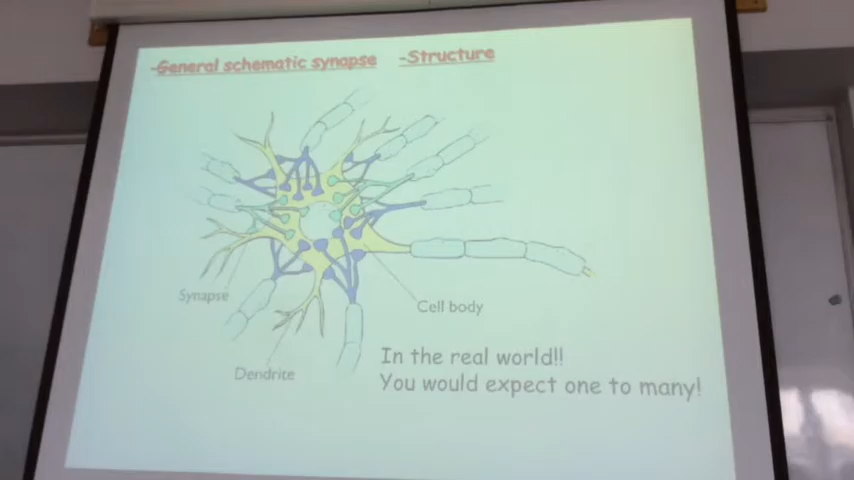 -General schematic synapse -Structure
Synapse
Cell body
Dendrite
In the real world!!
You would expect one to many!